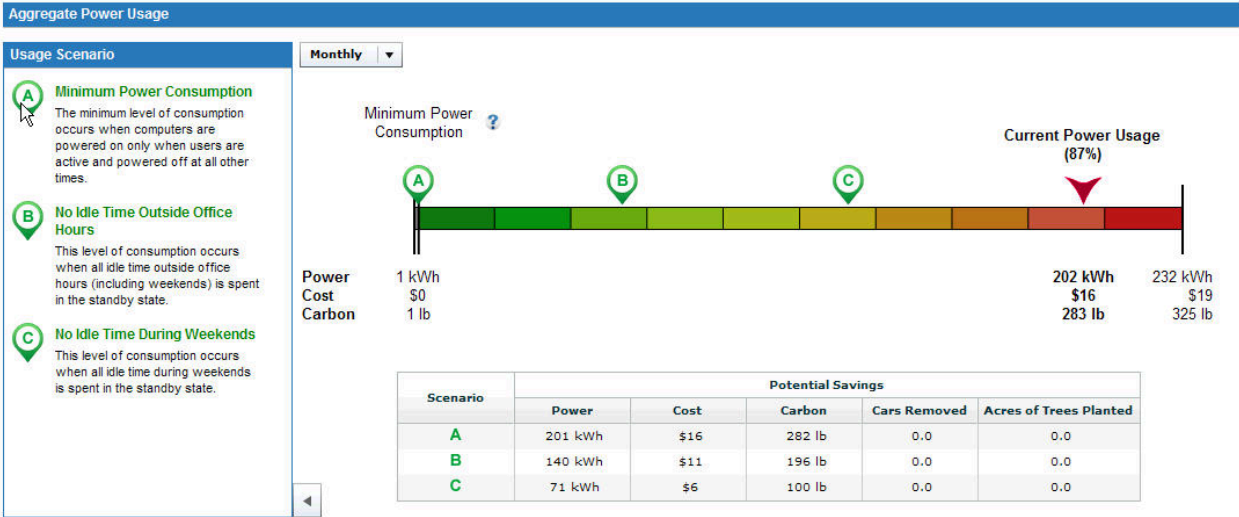 Aggregate Power Usage
Usage Scenario
A
Minimum Power Consumption
The minimum level of consumption
occurs when computers are
powered on only when users are
active and powered off at all other
times.
B
No Idle Time Outside Office
Hours
This level of consumption occurs
when all idle time outside office
hours (including weekends) is spent
in the standby state.
C
No Idle Time During Weekends
This level of consumption occurs
when all idle time during weekends
is spent in the standby state.
Monthly
Minimum Power
Consumption
?
Current Power Usage
(87%)
A B C
Power 1 kWh 202 kWh 232 kWh
Cost $0 $16 $19
Carbon 1 lb 283 lb 325 lb
Scenario Potential Savings
Power Cost Carbon Cars Removed Acres of Trees Planted
A 201 kWh $16 282 lb 0.0 0.0
B 140 kWh $11 196 lb 0.0 0.0
C 71 kWh $6 100 lb 0.0 0.0